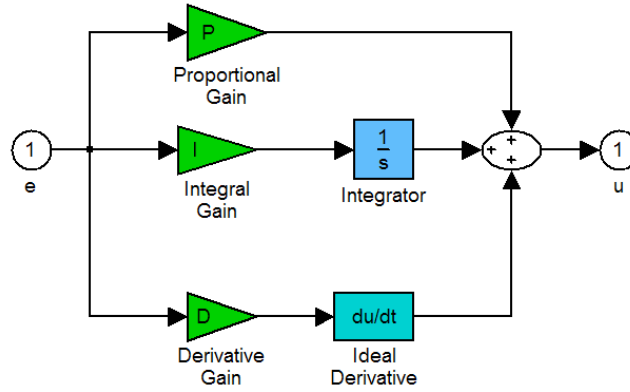 P
Proportional
Gain
1
e
I
Integral
Gain
1
s
Integrator
+
+
+
1
u
D
Derivative
Gain
du/dt
Ideal
Derivative